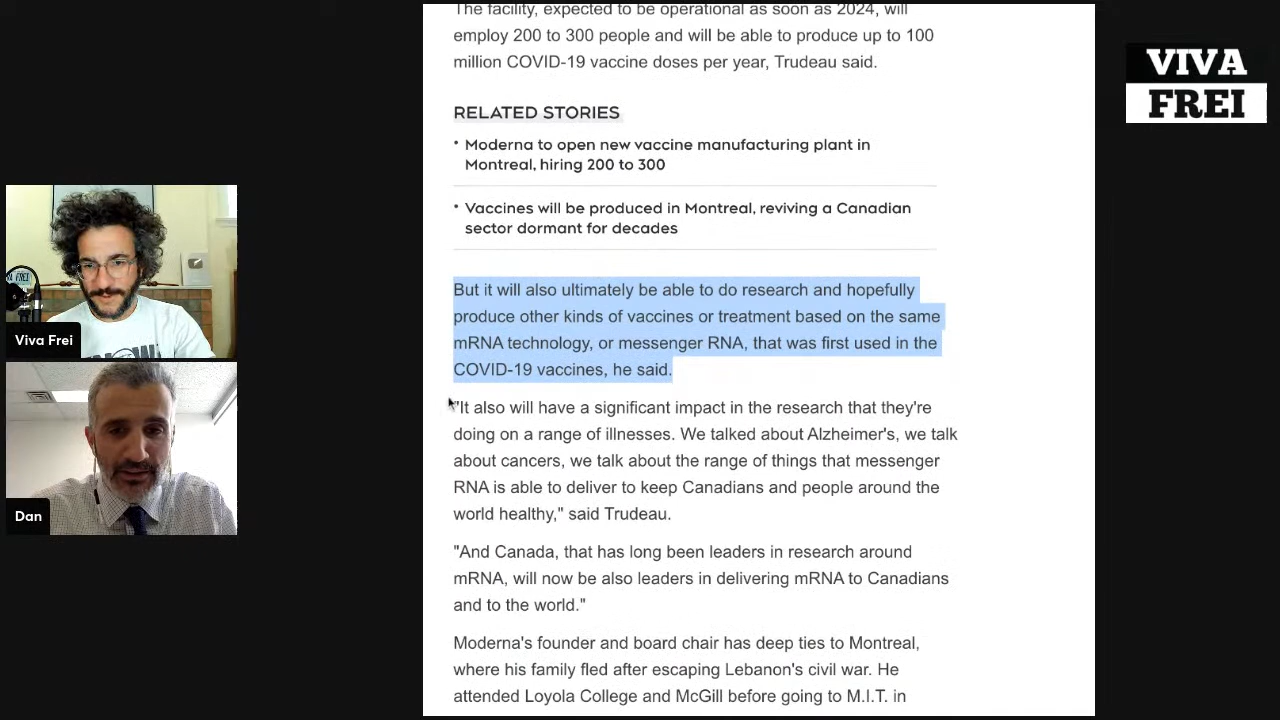 The facility, expected to be operational as soon as 2024, will
employ 200 to 300 people and will be able to produce up to 100
million COVID-19 vaccine doses per year, Trudeau said.
RELATED STORIES
• Moderna to open new vaccine manufacturing plant in
Montreal, hiring 200 to 300
• Vaccines will be produced in Montreal, reviving a Canadian
sector dormant for decades
But it will also ultimately be able to do research and hopefully
produce other kinds of vaccines or treatment based on the same
mRNA technology, or messenger RNA, that was first used in the
COVID-19 vaccines, he said.
"It also will have a significant impact in the research that they're
doing on a range of illnesses. We talked about Alzheimer's, we talk
about cancers, we talk about the range of things that messenger
RNA is able to deliver to keep Canadians and people around the
world healthy," said Trudeau.
"And Canada, that has long been leaders in research around
mRNA, will now be also leaders in delivering mRNA to Canadians
and to the world."
Moderna's founder and board chair has deep ties to Montreal,
where his family fled after escaping Lebanon's civil war. He
attended Loyola College and McGill before going to M.I.T. in
VIVA
FREI
Viva Frei
Dan